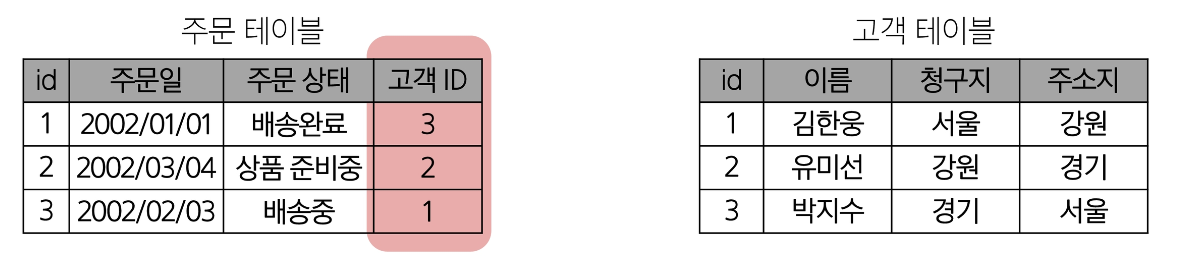 주문 테이블
id 주문일 주문 상태 고객 ID
1 2002/01/01 배송완료 3
2 2002/03/04 상품 준비중 2
3 2002/02/03 배송중 1
고객 테이블
id 이름 청구지 주소지
1 김한웅 서울 강원
2 유미선 강원 경기
3 박지수 경기 서울